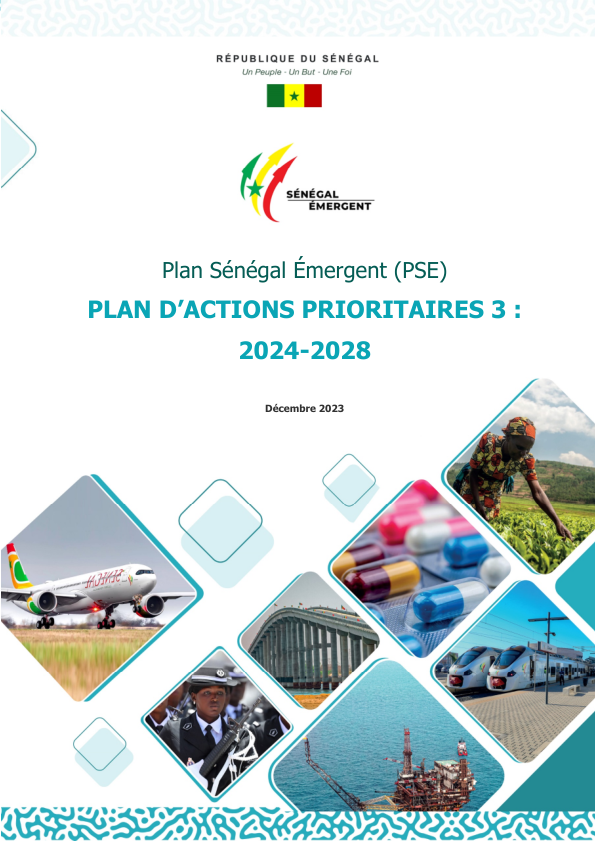 RÉPUBLIQUE DU SÉNÉGAL
Un Peuple - Un But - Une Foi
SÉNÉGAL
ÉMERGENT
Plan Sénégal Émergent (PSE)
PLAN D’ACTIONS PRIORITAIRES 3 :
2024-2028
Décembre 2023